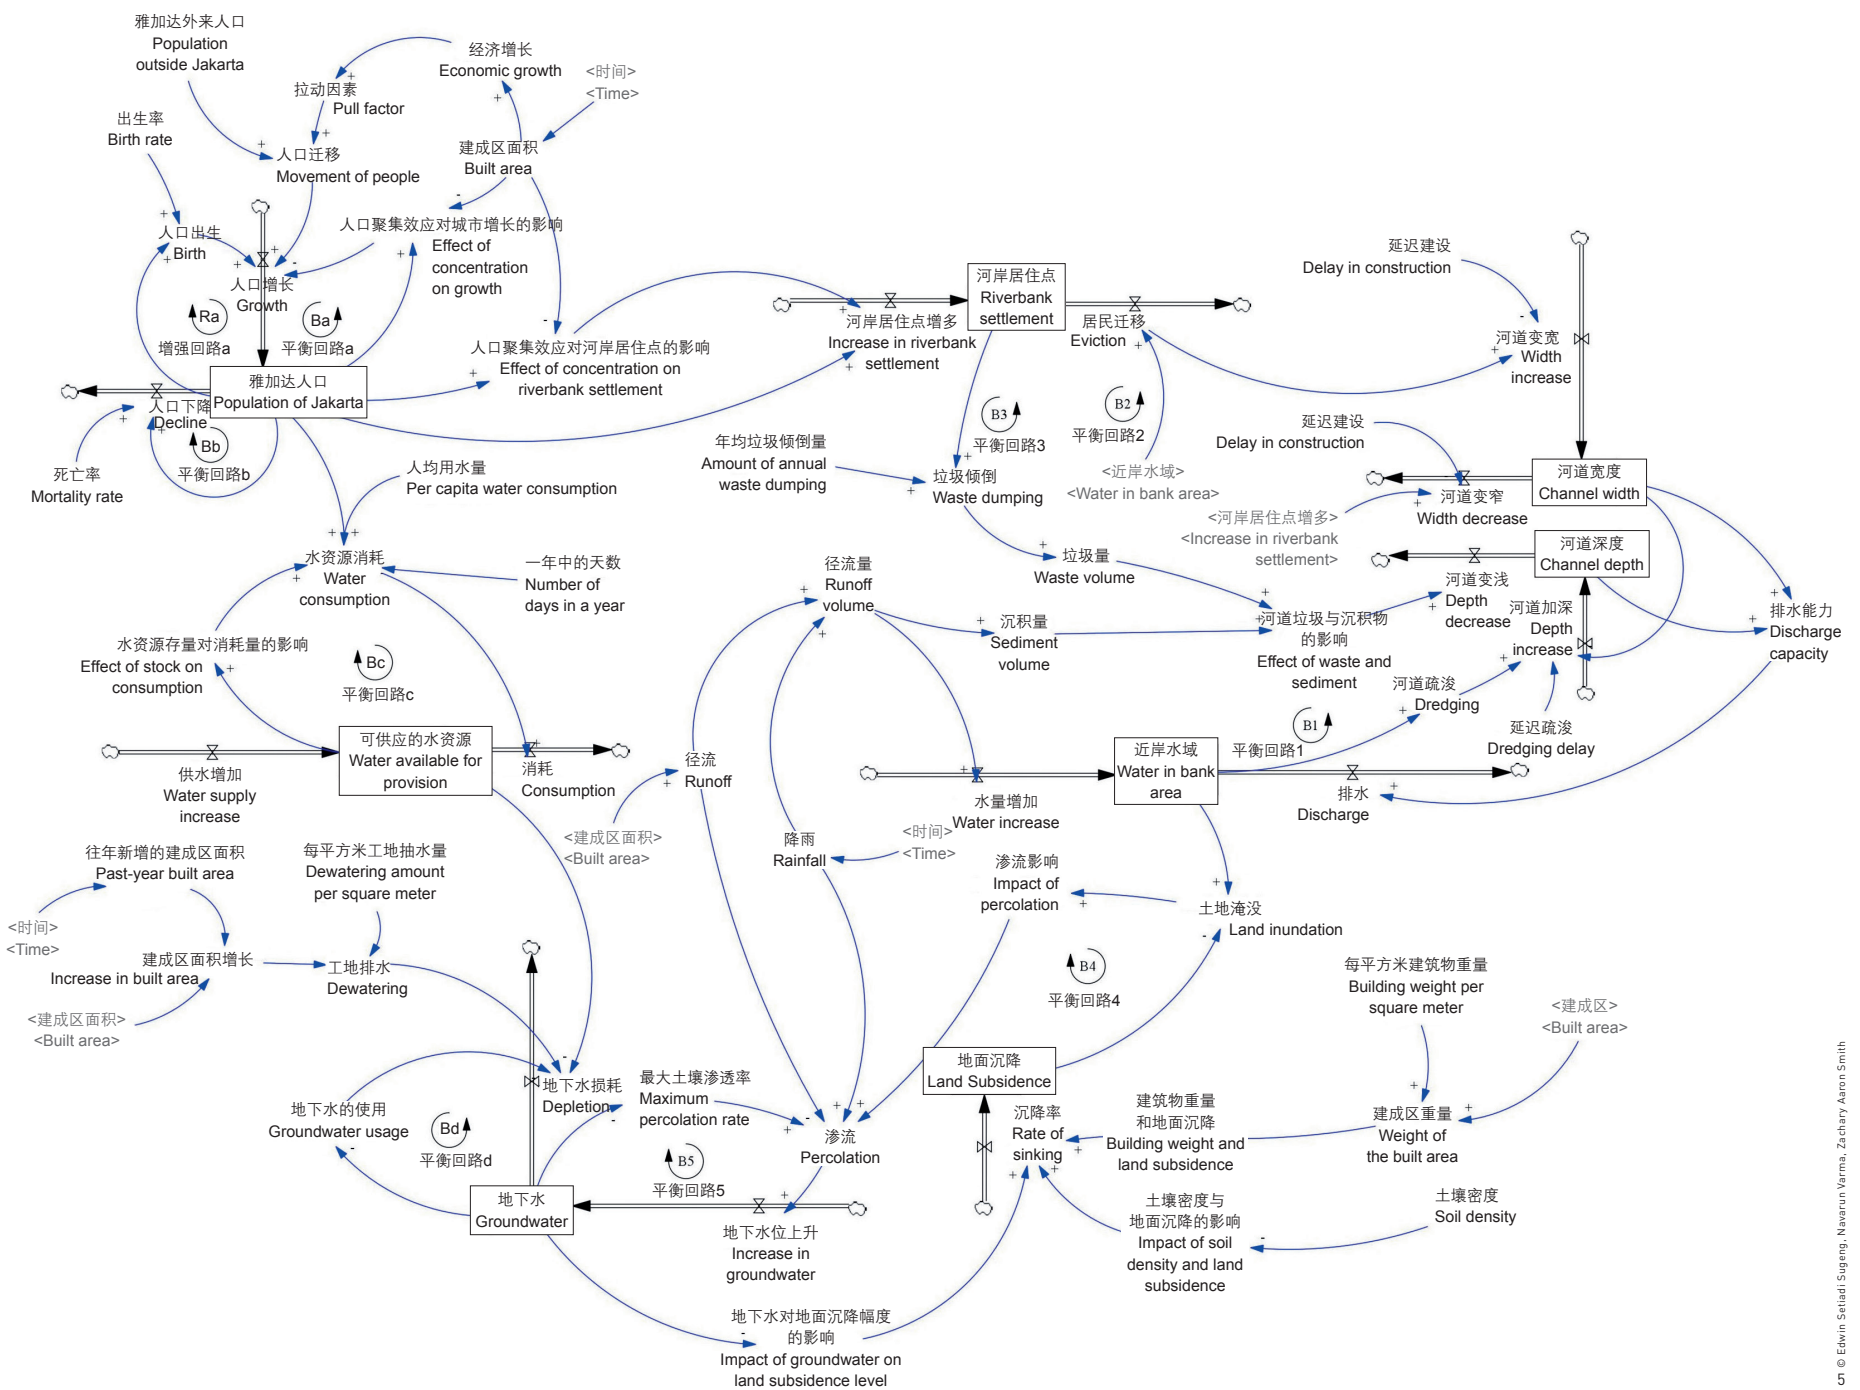 雅加达外来人口
Population
outside Jakarta
经济增长
Economic growth
<时间>
<Time>
拉动因素
Pull factor
出生率
Birth rate
人口迁移
Movement of people
建成区面积
Built area
人口出生
Birth
人口聚集效应对城市增长的影响
Effect of
concentration
on growth
人口增长
Growth
Ra
增强回路a
Ba
平衡回路a
人口聚集效应对河岸居住点的影响
Effect of concentration on
riverbank settlement
雅加达人口
Population of Jakarta
人口下降
Decline
Bb
平衡回路b
死亡率
Mortality rate
人均用水量
Per capita water consumption
河岸居住点增多
Increase in riverbank
settlement
河岸居住点
Riverbank
settlement
居民迁移
Eviction
延迟建设
Delay in construction
河道变宽
Width
increase
B3
平衡回路3
B2
平衡回路2
年均垃圾倾倒量
Amount of annual
waste dumping
垃圾倾倒
Waste dumping
<近岸水域>
<Water in bank area>
延迟建设
Delay in construction
河道宽度
Channel width
河道变窄
Width decrease
<河岸居住点增多>
<Increase in riverbank
settlement>
河道深度
Channel depth
水资源消耗
Water
consumption
一年中的天数
Number of
days in a year
径流量
Runoff
volume
垃圾量
Waste volume
河道变浅
Depth
decrease
河道加深
Depth
increase
排水能力
Discharge
capacity
沉积量
Sediment
volume
河道垃圾与沉积物
的影响
Effect of waste and
sediment
水资源存量对消耗量的影响
Effect of stock on
consumption
Bc
平衡回路c
河道疏浚
Dredging
B1
平衡回路1
延迟疏浚
Dredging delay
可供应的水资源
Water available for
provision
供水增加
Water supply
increase
消耗
Consumption
径流
Runoff
近岸水域
Water in bank
area
水量增加
Water increase
排水
Discharge
<建成区面积>
<Built area>
降雨
Rainfall
<时间>
<Time>
往年新增的建成区面积
Past-year built area
每平方米工地抽水量
Dewatering amount
per square meter
<时间>
<Time>
建成区面积增长
Increase in built area
工地排水
Dewatering
<建成区面积>
<Built area>
渗流影响
Impact of
percolation
土地淹没
Land inundation
B4
平衡回路4
每平方米建筑物重量
Building weight per
square meter
<建成区>
<Built area>
地面沉降
Land Subsidence
地下水损耗
Depletion
最大土壤渗透率
Maximum
percolation rate
地下水的使用
Groundwater usage
Bd
平衡回路d
B5
平衡回路5
渗流
Percolation
沉降率
Rate of
sinking
建筑物重量
和地面沉降
Building weight and
land subsidence
建成区重量
Weight of
the built area
地下水
Groundwater
地下水位上升
Increase in
groundwater
土壤密度与
地面沉降的影响
Impact of soil
density and land
subsidence
土壤密度
Soil density
地下水对地面沉降幅度
的影响
Impact of groundwater on
land subsidence level
5 © Edwin Setiadi Sugeng, Navarun Varma, Zachary Aaron Smith